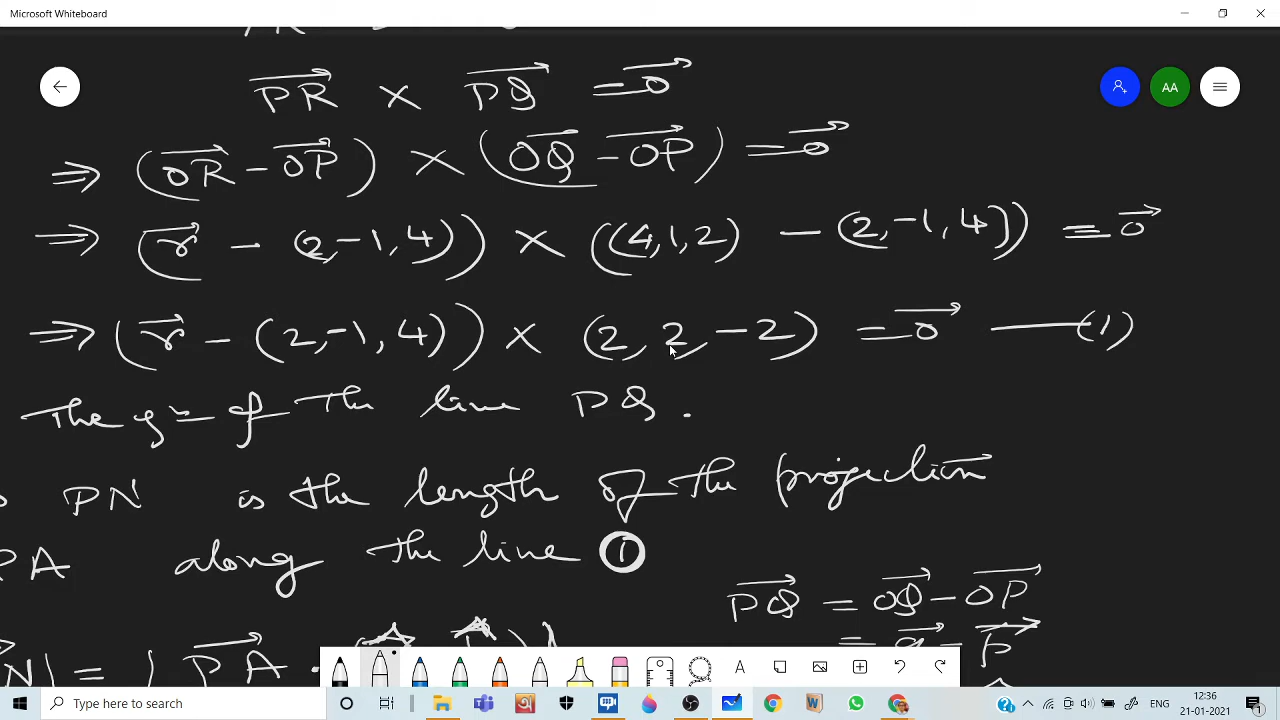 Microsoft Whiteboard
PR × PQ = 0
⇒ (OR - OP) × (OQ - OP) = 0
⇒ (r - (2, -1, 4)) × ((4, 1, 2) - (2, -1, 4)) = 0
⇒ (r - (2, -1, 4)) × (2, 2, -2) = 0 —(1)
The of the line PQ.
PN is the length of the projection
PA along the line ①
PQ = OQ - OP
= q - p
N| = | PA ·
AA
A
Type here to search
ENG
12:36
21-01-2021